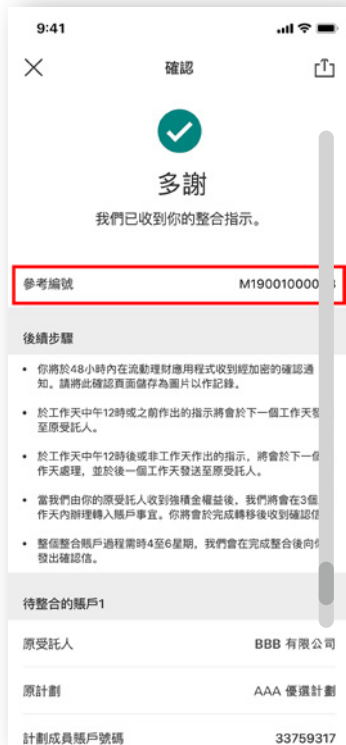 9:41
確認
多謝
我們已收到你的整合指示。
參考編號 M19001000
後續步驟
• 你將於48小時內在流動理財應用程式收到經加密的確認通
知。請將此確認頁面儲存為圖片以作記錄。
• 於工作天中午12時或之前作出的指示將會於下一個工作天發
至原受託人。
• 於工作天中午12時後或非工作天作出的指示，將會於下一個
作天處理，並於後一個工作天發送至原受託人。
• 當我們由你的原受託人收到強積金權益後，我們將會在3個
作天內辦理轉入賬戶事宜。你將會於完成轉移後收到確認信
• 整個整合賬戶過程需時4至6星期，我們會在完成整合後向你
發出確認信。
待整合的賬戶1
原受託人 BBB 有限公司
原計劃 AAA 優選計劃
計劃成員賬戶號碼 33759317